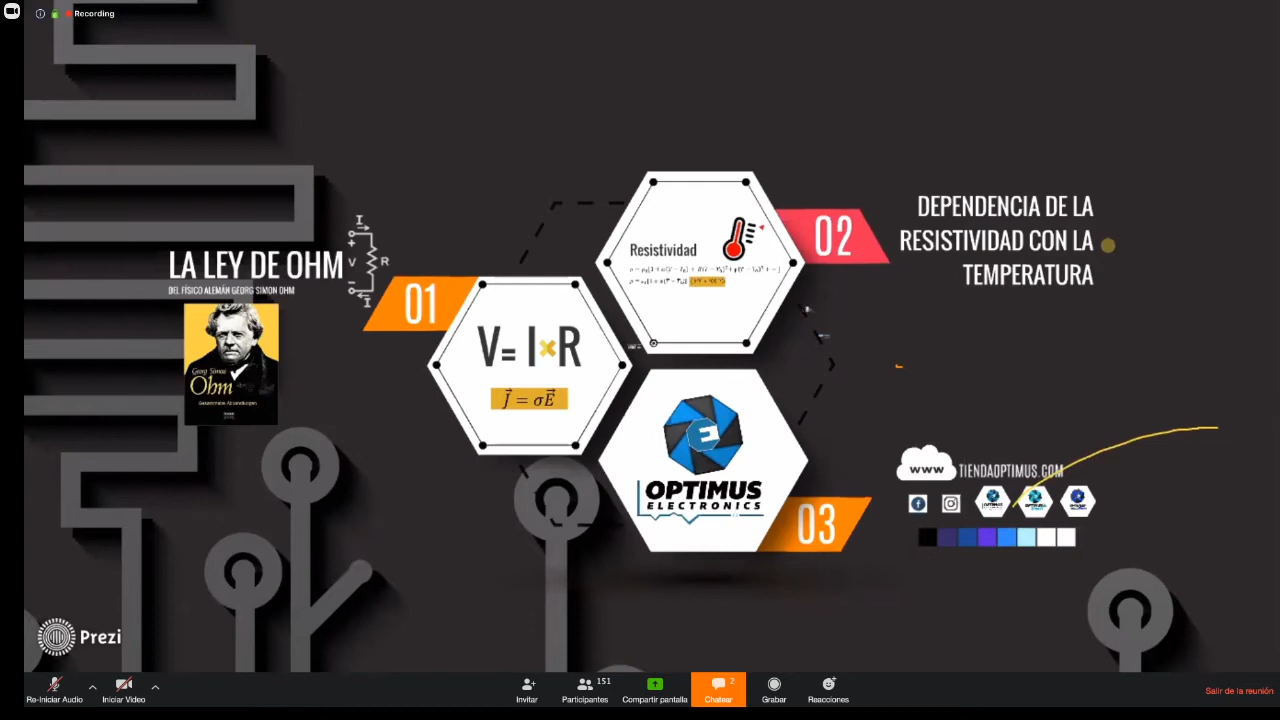 Recording
LA LEY DE OHM
DEL FÍSICO ALEMÁN GEORG SIMON OHM
I
+
V
R
I
Georg Simon
Ohm
Gesammelte Abhandlungen
01
V= I×R
J = σE
Resistividad
02
DEPENDENCIA DE LA
RESISTIVIDAD CON LA
TEMPERATURA
OPTIMUS
ELECTRONICS
03
www
TIENDAOPTIMUS.COM
Prezi
Re-Iniciar Audio
Iniciar Video
Invitar
151
Participantes
Compartir pantalla
2
Chatear
Grabar
Reacciones
Salir de la reunión